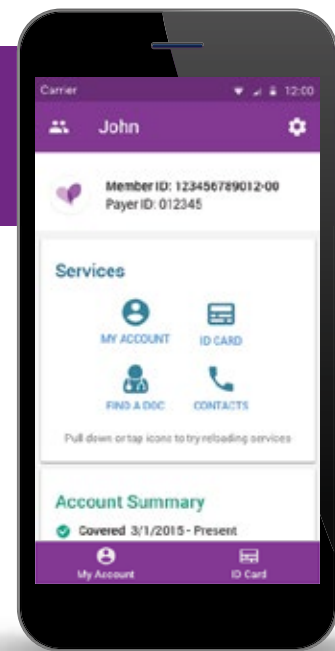 Carrier 12:00
John
Member ID: 123456789012-00
Payer ID: 012345
Services
MY ACCOUNT ID CARD
FIND A DOC CONTACTS
Pull down or tap icons to try reloading services
Account Summary
Covered 3/1/2015 - Present
My Account ID Card